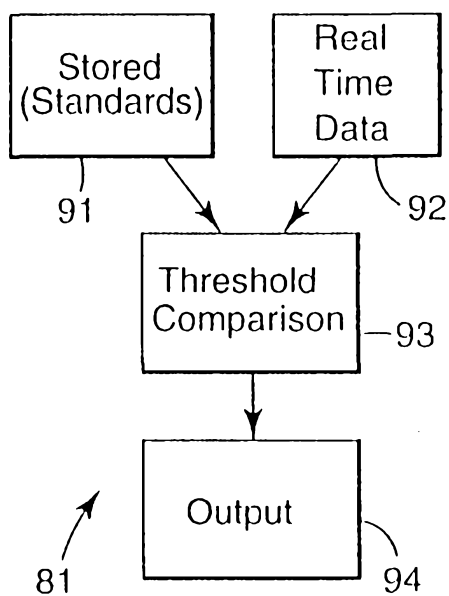 Stored
(Standards)
Real
Time
Data
91
92
Threshold
Comparison
93
Output
81
94